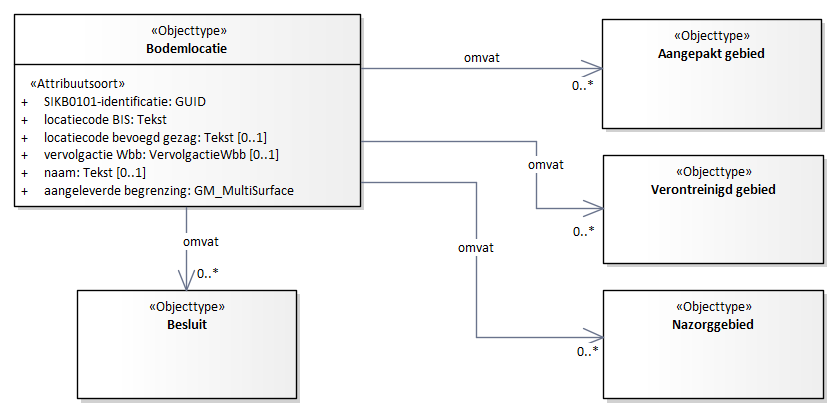 «Objecttype»
Bodemlocatie
«Attribuutsoort»
+ SIKB0101-identificatie: GUID
+ locatiecode BIS: Tekst
+ locatiecode bevoegd gezag: Tekst [0..1]
+ vervolgactie Wbb: VervolgactieWbb [0..1]
+ naam: Tekst [0..1]
+ aangeleverde begrenzing: GM_MultiSurface
omvat
0..*
«Objecttype»
Aangepakt gebied
omvat
0..*
«Objecttype»
Verontreinigd gebied
omvat
0..*
«Objecttype»
Nazorggebied
omvat
0..*
«Objecttype»
Besluit